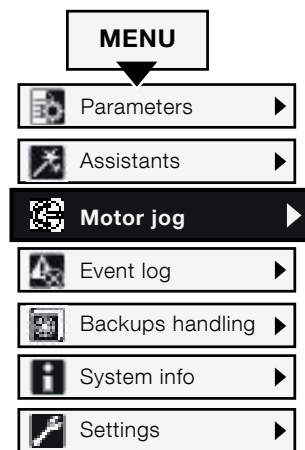 MENU
Parameters
Assistants
Motor jog
Event log
Backups handling
System info
Settings